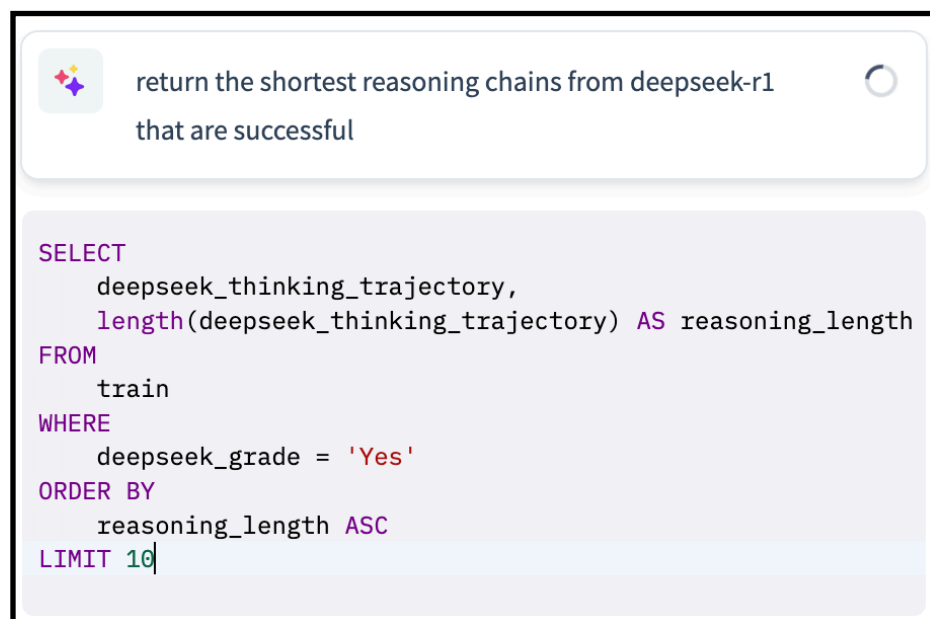 return the shortest reasoning chains from deepseek-r1
that are successful
SELECT
    deepseek_thinking_trajectory,
    length(deepseek_thinking_trajectory) AS reasoning_length
FROM
    train
WHERE
    deepseek_grade = 'Yes'
ORDER BY
    reasoning_length ASC
LIMIT 10